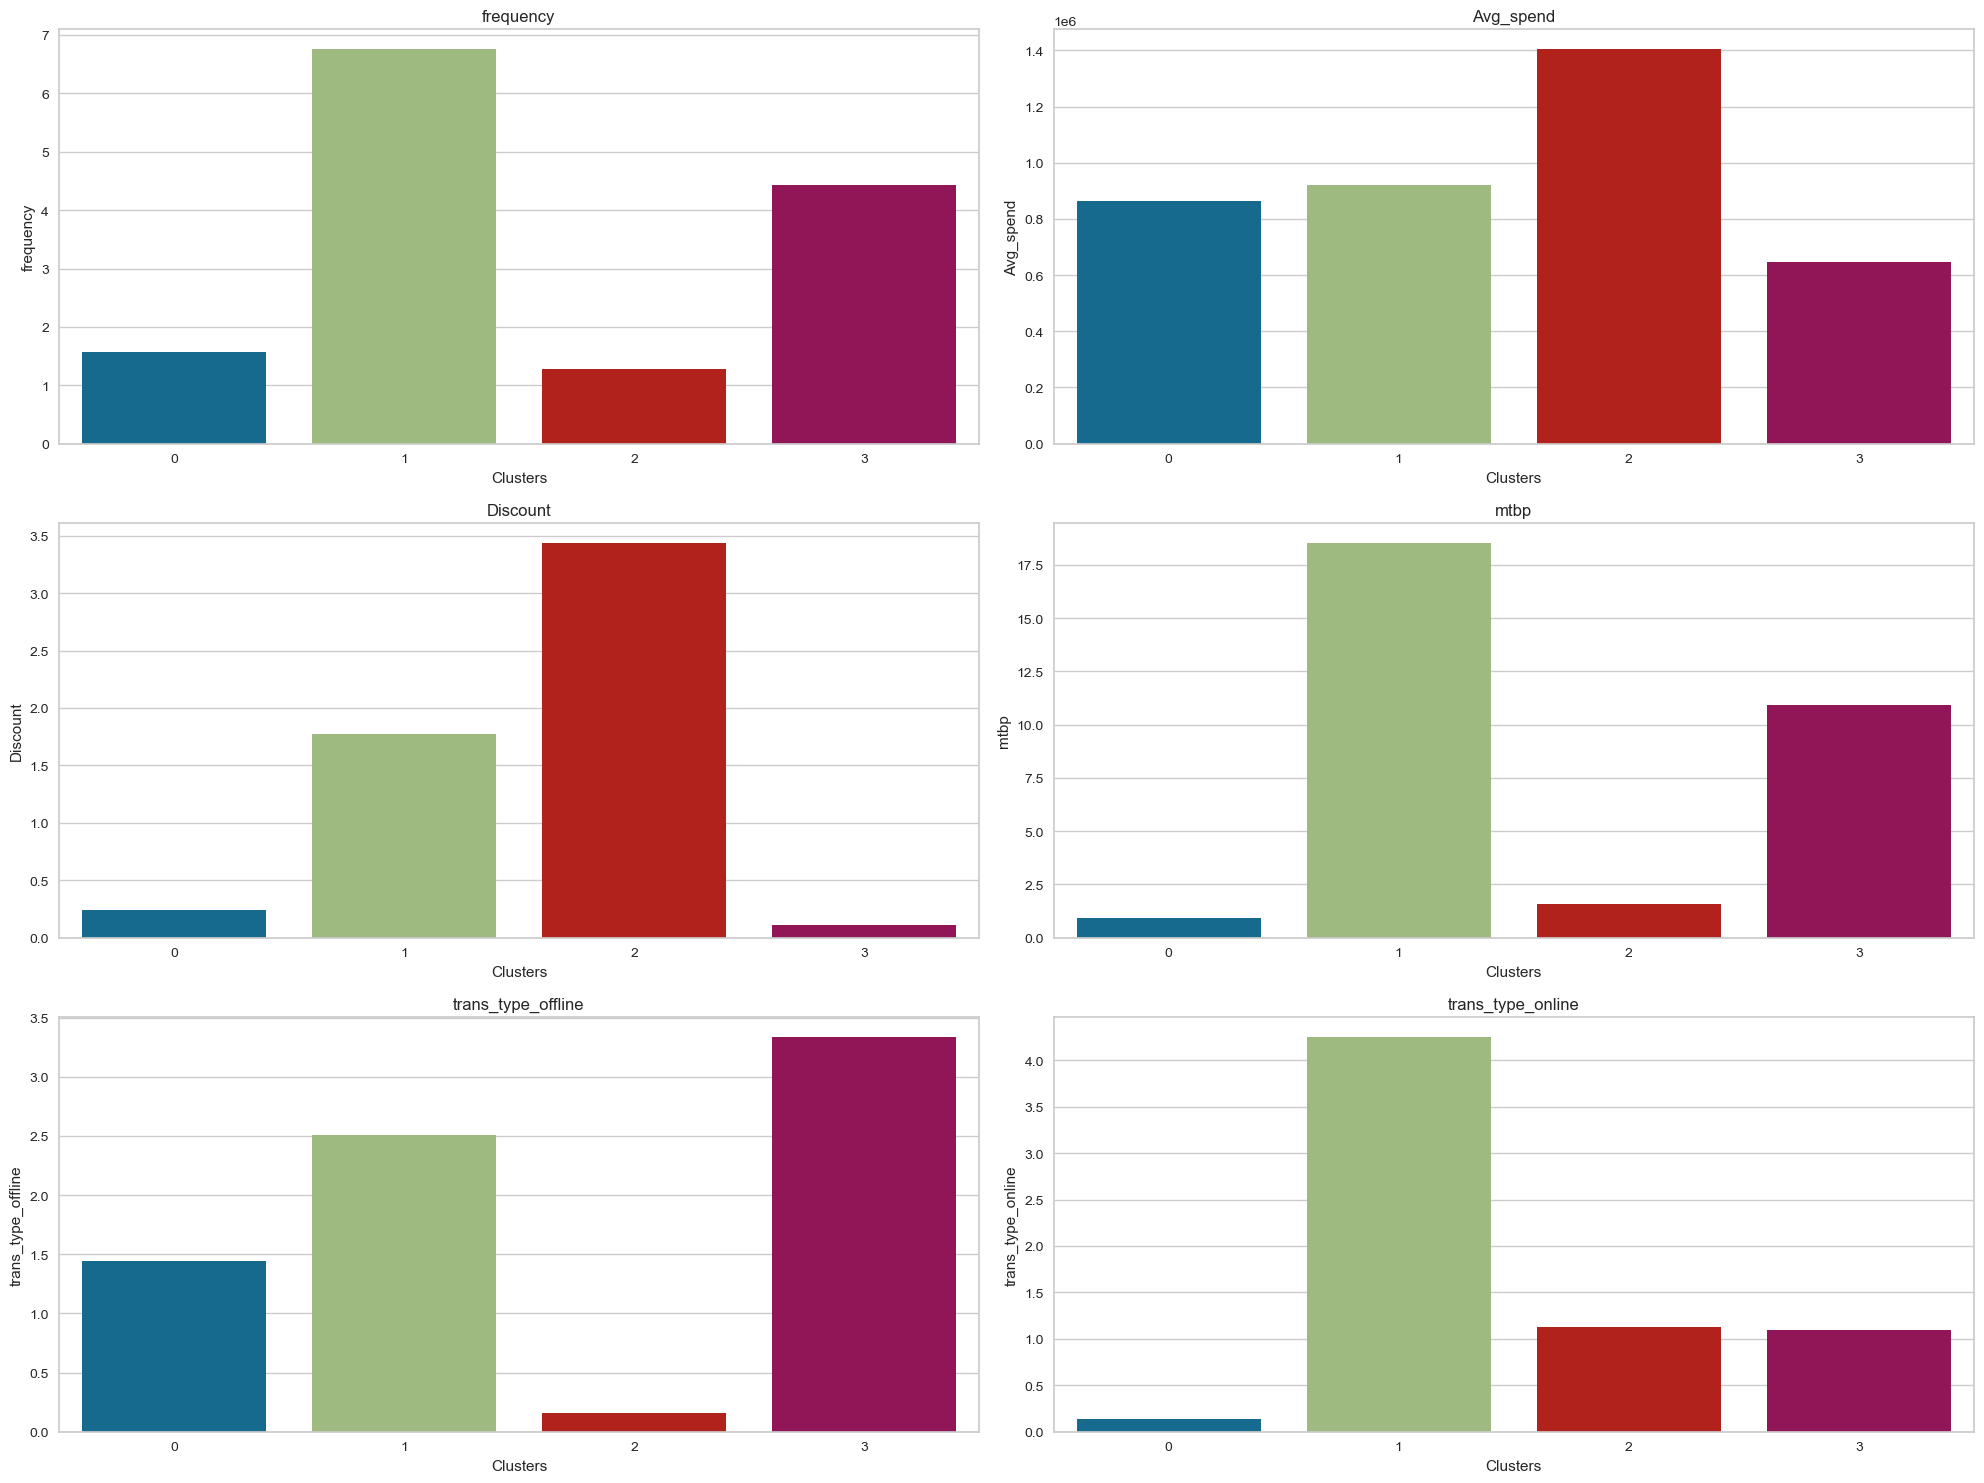 frequency
7
6
5
4
3
2
1
0
frequency
0 1 2 3
Clusters
Avg_spend
1e6
1.4
1.2
1.0
0.8
0.6
0.4
0.2
0.0
Avg_spend
0 1 2 3
Clusters
Discount
3.5
3.0
2.5
2.0
1.5
1.0
0.5
0.0
Discount
0 1 2 3
Clusters
mtbp
17.5
15.0
12.5
10.0
7.5
5.0
2.5
0.0
mtbp
0 1 2 3
Clusters
trans_type_offline
3.5
3.0
2.5
2.0
1.5
1.0
0.5
0.0
trans_type_offline
0 1 2 3
Clusters
trans_type_online
4.0
3.5
3.0
2.5
2.0
1.5
1.0
0.5
0.0
trans_type_online
0 1 2 3
Clusters